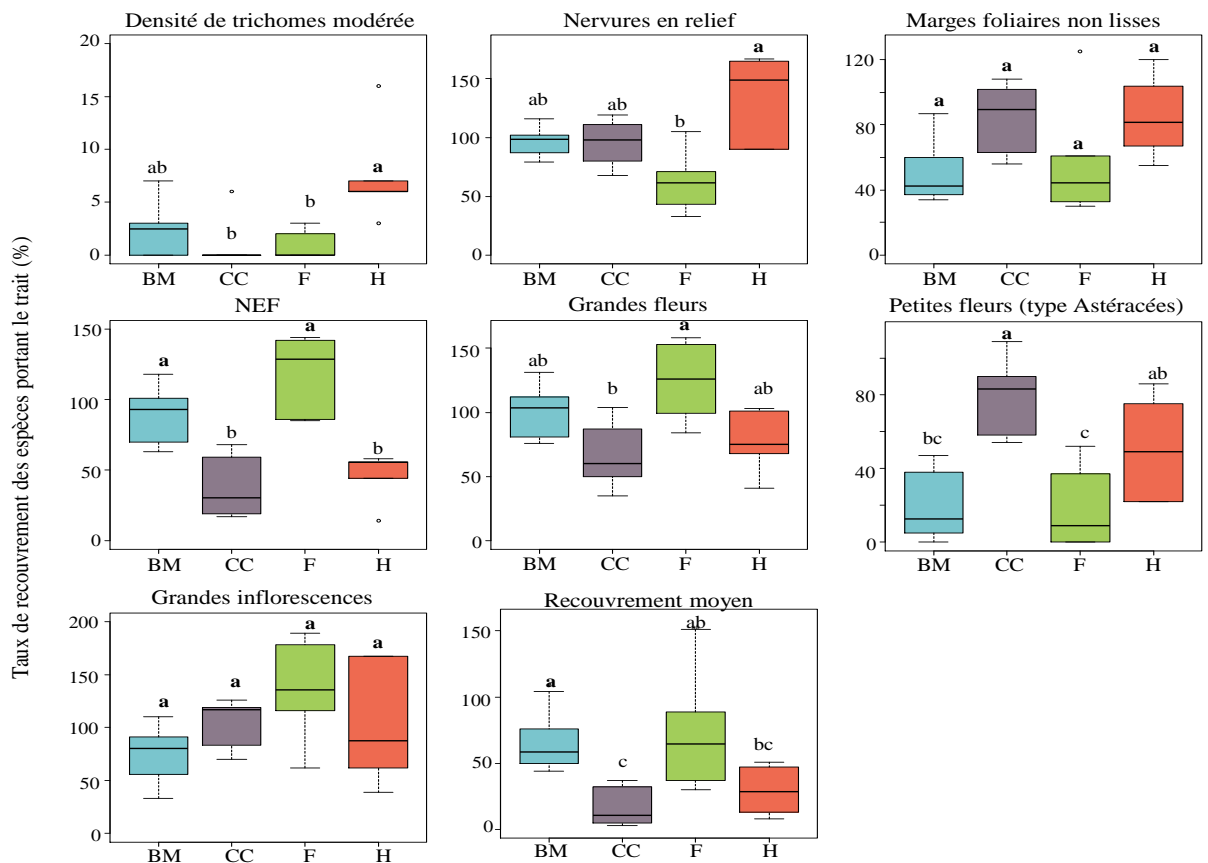 Densité de trichomes modérée
Nervures en relief
Marges foliaires non lisses
Taux de recouvrement des espèces portant le trait (%)
20
15
10
5
0
ab
b
b
a
BM CC F H
150
100
50
0
ab
ab
b
a
BM CC F H
120
80
40
0
a
a
a
a
BM CC F H
NEF
Grandes fleurs
Petites fleurs (type Astéracées)
150
100
50
0
a
b
a
b
BM CC F H
150
100
50
0
ab
b
a
ab
BM CC F H
80
40
0
bc
a
c
ab
BM CC F H
Grandes inflorescences
Recouvrement moyen
200
150
100
50
0
a
a
a
a
BM CC F H
150
100
50
0
a
c
ab
bc
BM CC F H